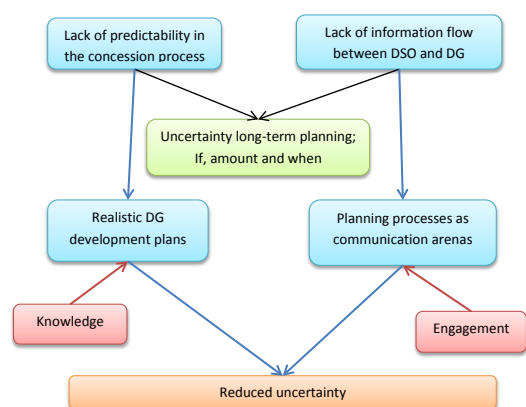 Lack of predictability in
the concession process
Lack of information flow
between DSO and DG
Uncertainty long-term planning;
If, amount and when
Realistic DG
development plans
Planning processes as
communication arenas
Knowledge
Engagement
Reduced uncertainty